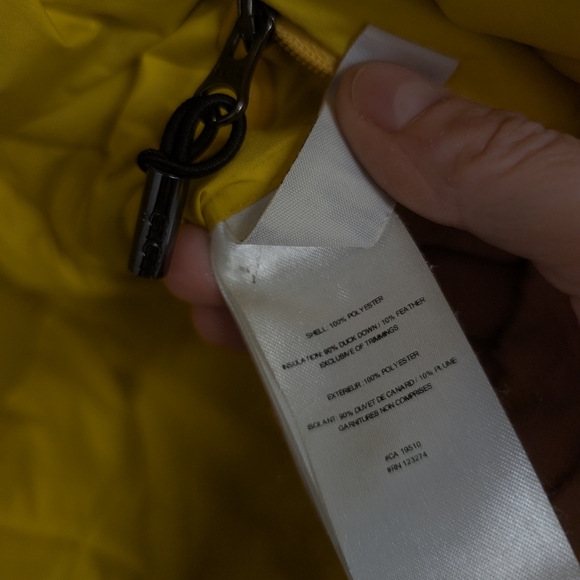 SHELL: 100% POLYESTER
INSULATION: 90% DUCK DOWN / 10% FEATHER
EXCLUSIVE OF TRIMMINGS
EXTERIEUR: 100% POLYESTER
ISOLANT: 90% DUVET DE CANARD / 10% PLUME
GARNITURES NON COMPRISES
#CA 19510
#RN 123274